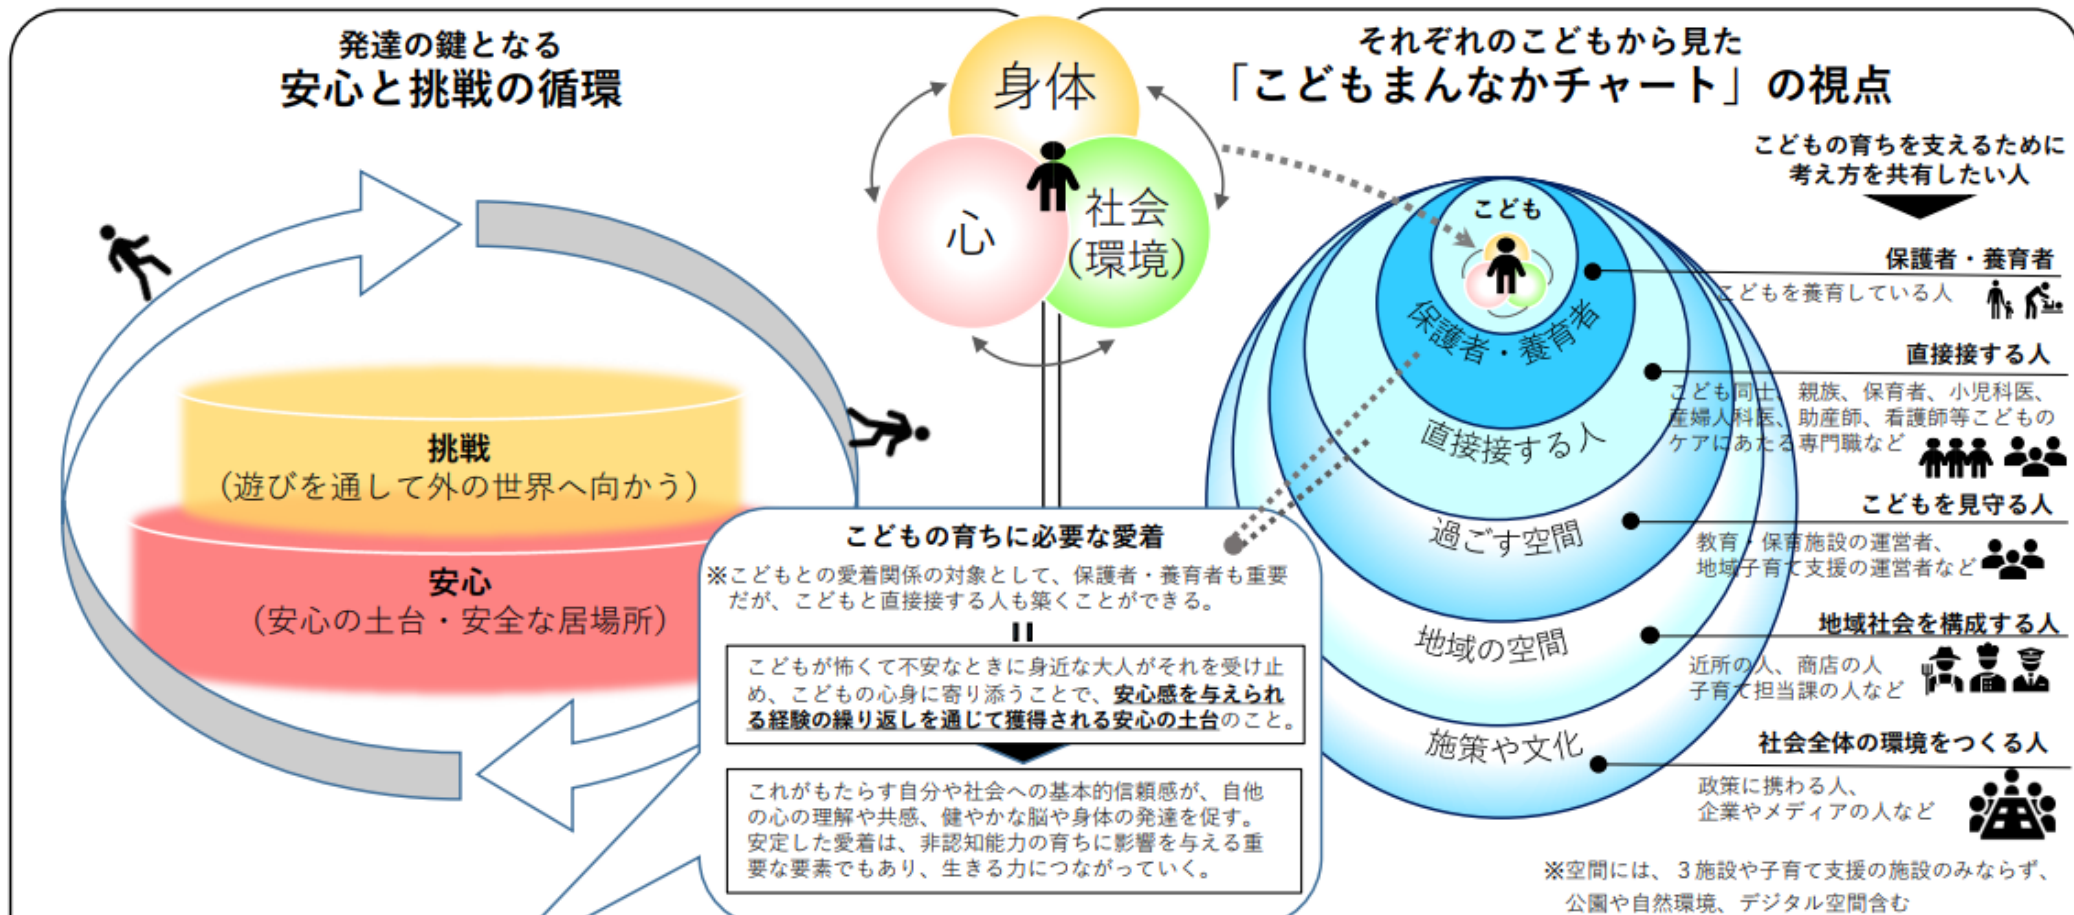 発達の鍵となる
安心と挑戦の循環
挑戦
（遊びを通して外の世界へ向かう）
安心
（安心の土台・安全な居場所）
身体
心
社会
（環境）
こどもの育ちに必要な愛着
※こどもとの愛着関係の対象として、保護者・養育者も重要
だが、こどもと直接接する人も築くことができる。
こどもが怖くて不安なときに身近な大人がそれを受け止
め、こどもの心身に寄り添うことで、安心感を与えられ
る経験の繰り返しを通じて獲得される安心の土台のこと。
これがもたらす自分や社会への基本的信頼感が、自他
の心の理解や共感、健やかな脳や身体の発達を促す。
安定した愛着は、非認知能力の育ちに影響を与える重
要な要素でもあり、生きる力につながっていく。
それぞれのこどもから見た
「こどもまんなかチャート」の視点
こども
保護者・養育者
直接接する人
過ごす空間
地域の空間
施策や文化
こどもの育ちを支えるために
考え方を共有したい人
保護者・養育者
こどもを養育している人
直接接する人
こども同士、親族、保育者、小児科医、
産婦人科医、助産師、看護師等こどもの
ケアにあたる専門職など
こどもを見守る人
教育・保育施設の運営者、
地域子育て支援の運営者など
地域社会を構成する人
近所の人、商店の人
子育て担当課の人など
社会全体の環境をつくる人
政策に携わる人、
企業やメディアの人など
※空間には、３施設や子育て支援の施設のみならず、
公園や自然環境、デジタル空間含む